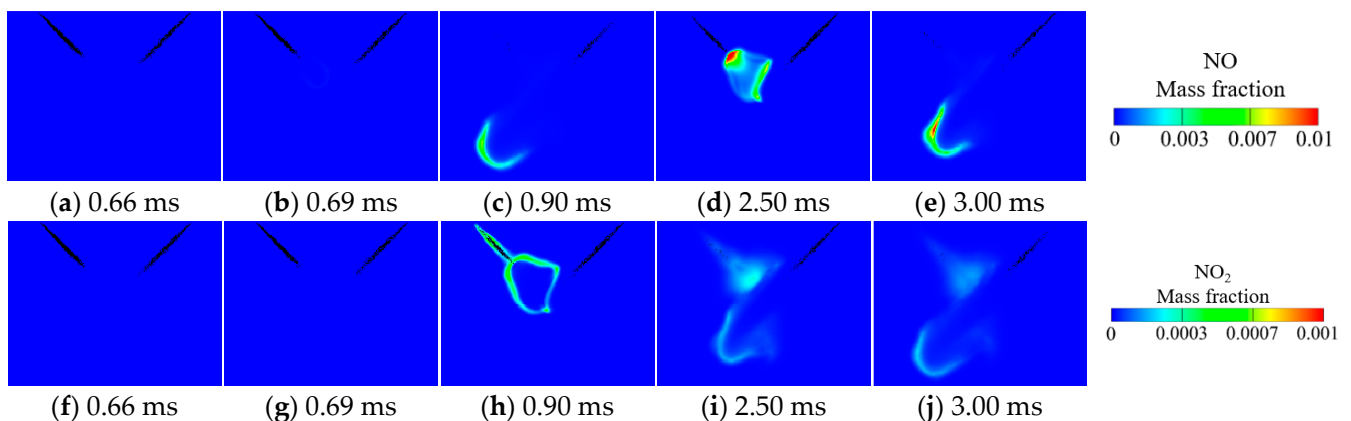 NO
Mass fraction
0 0.003 0.007 0.01
(a) 0.66 ms (b) 0.69 ms (c) 0.90 ms (d) 2.50 ms (e) 3.00 ms
NO₂
Mass fraction
0 0.0003 0.0007 0.001
(f) 0.66 ms (g) 0.69 ms (h) 0.90 ms (i) 2.50 ms (j) 3.00 ms